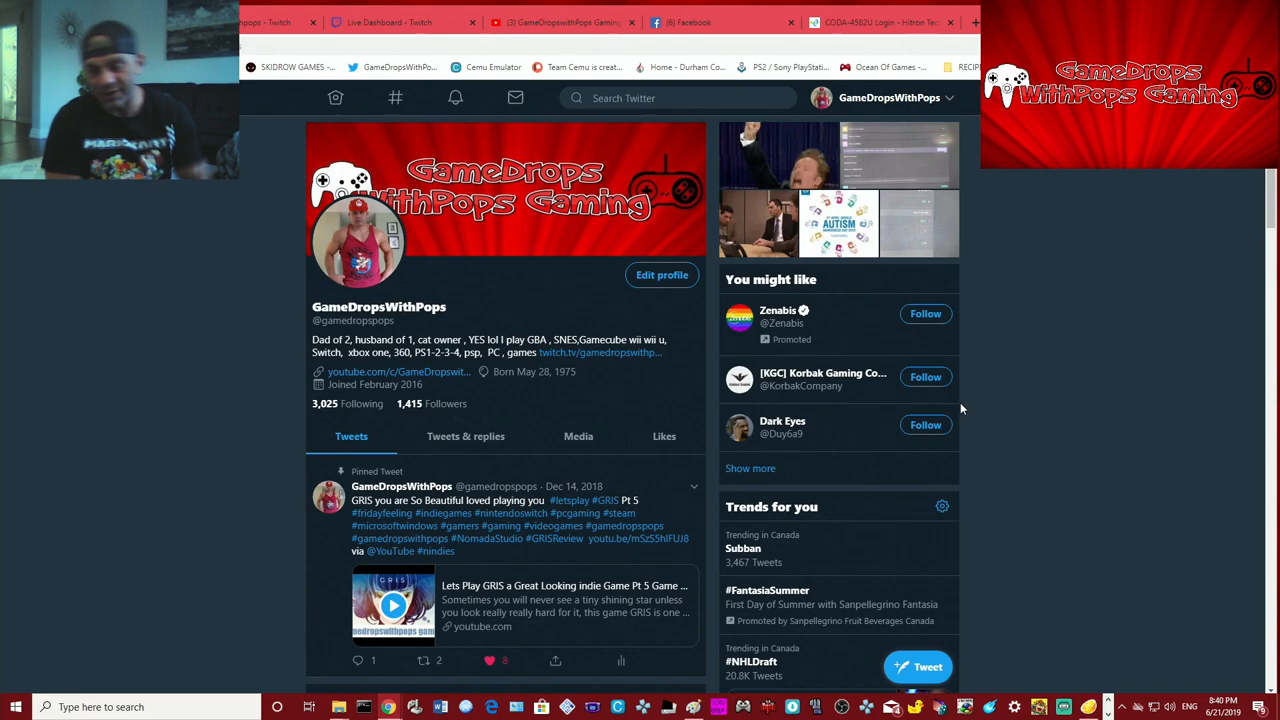 hpops - Twitch
Live Dashboard - Twitch
(3) GameDropswithPops Gaming
(6) Facebook
CODA-4582U Login - Hitron Tec
SKIDROW GAMES -...
GameDropsWithPo...
Cemu Emulator
Team Cemu is creat...
Home - Durham Co...
PS2 / Sony PlayStati...
Ocean Of Games -...
RECIP
Search Twitter
GameDropsWithPops
GameDrops
WithPops Gaming
GameDrops
WithPops Gaming
Edit profile
GameDropsWithPops
@gamedropspops
Dad of 2, husband of 1, cat owner , YES lol I play GBA , SNES,Gamecube wii wii u,
Switch, xbox one, 360, PS1-2-3-4, psp, PC , games twitch.tv/gamedropswithp...
youtube.com/c/GameDropswit...
Born May 28, 1975
Joined February 2016
3,025 Following 1,415 Followers
Tweets
Tweets & replies
Media
Likes
Pinned Tweet
GameDropsWithPops @gamedropspops · Dec 14, 2018
GRIS you are So Beautiful loved playing you #letsplay #GRIS Pt 5
#fridayfeeling #indiegames #nintendoswitch #pcgaming #steam
#microsoftwindows #gamers #gaming #videogames #gamedropspops
#gamedropswithpops #NomadaStudio #GRISReview youtu.be/mSzS5hIFUJ8
via @YouTube #nindies
GRIS
Lets Play GRIS a Great Looking indie Game Pt 5 Game ...
Sometimes you will never see a tiny shining star unless
you look really really hard for it, this game GRIS is one ...
youtube.com
1
2
8
AUTISM
You might like
Zenabis
@Zenabis
Promoted
Follow
[KGC] Korbak Gaming Co...
@KorbakCompany
Follow
Dark Eyes
@Duy6a9
Follow
Show more
Trends for you
Trending in Canada
Subban
3,467 Tweets
#FantasiaSummer
First Day of Summer with Sanpellegrino Fantasia
Promoted by Sanpellegrino Fruit Beverages Canada
Trending in Canada
#NHLDraft
20.8K Tweets
Tweet
Type here to search
8:40 PM
6/21/2019